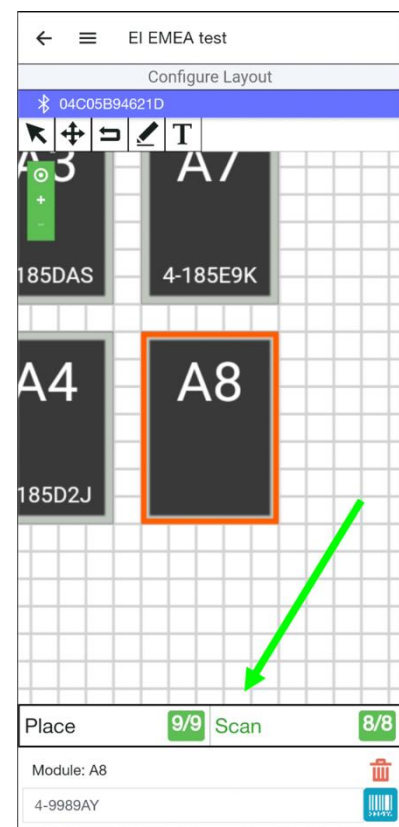 EI EMEA test
Configure Layout
04C05B94621D
T
A3 A7
185DAS 4-185E9K
A4 A8
185D2J
Place 9/9 Scan 8/8
Module: A8
4-9989AY